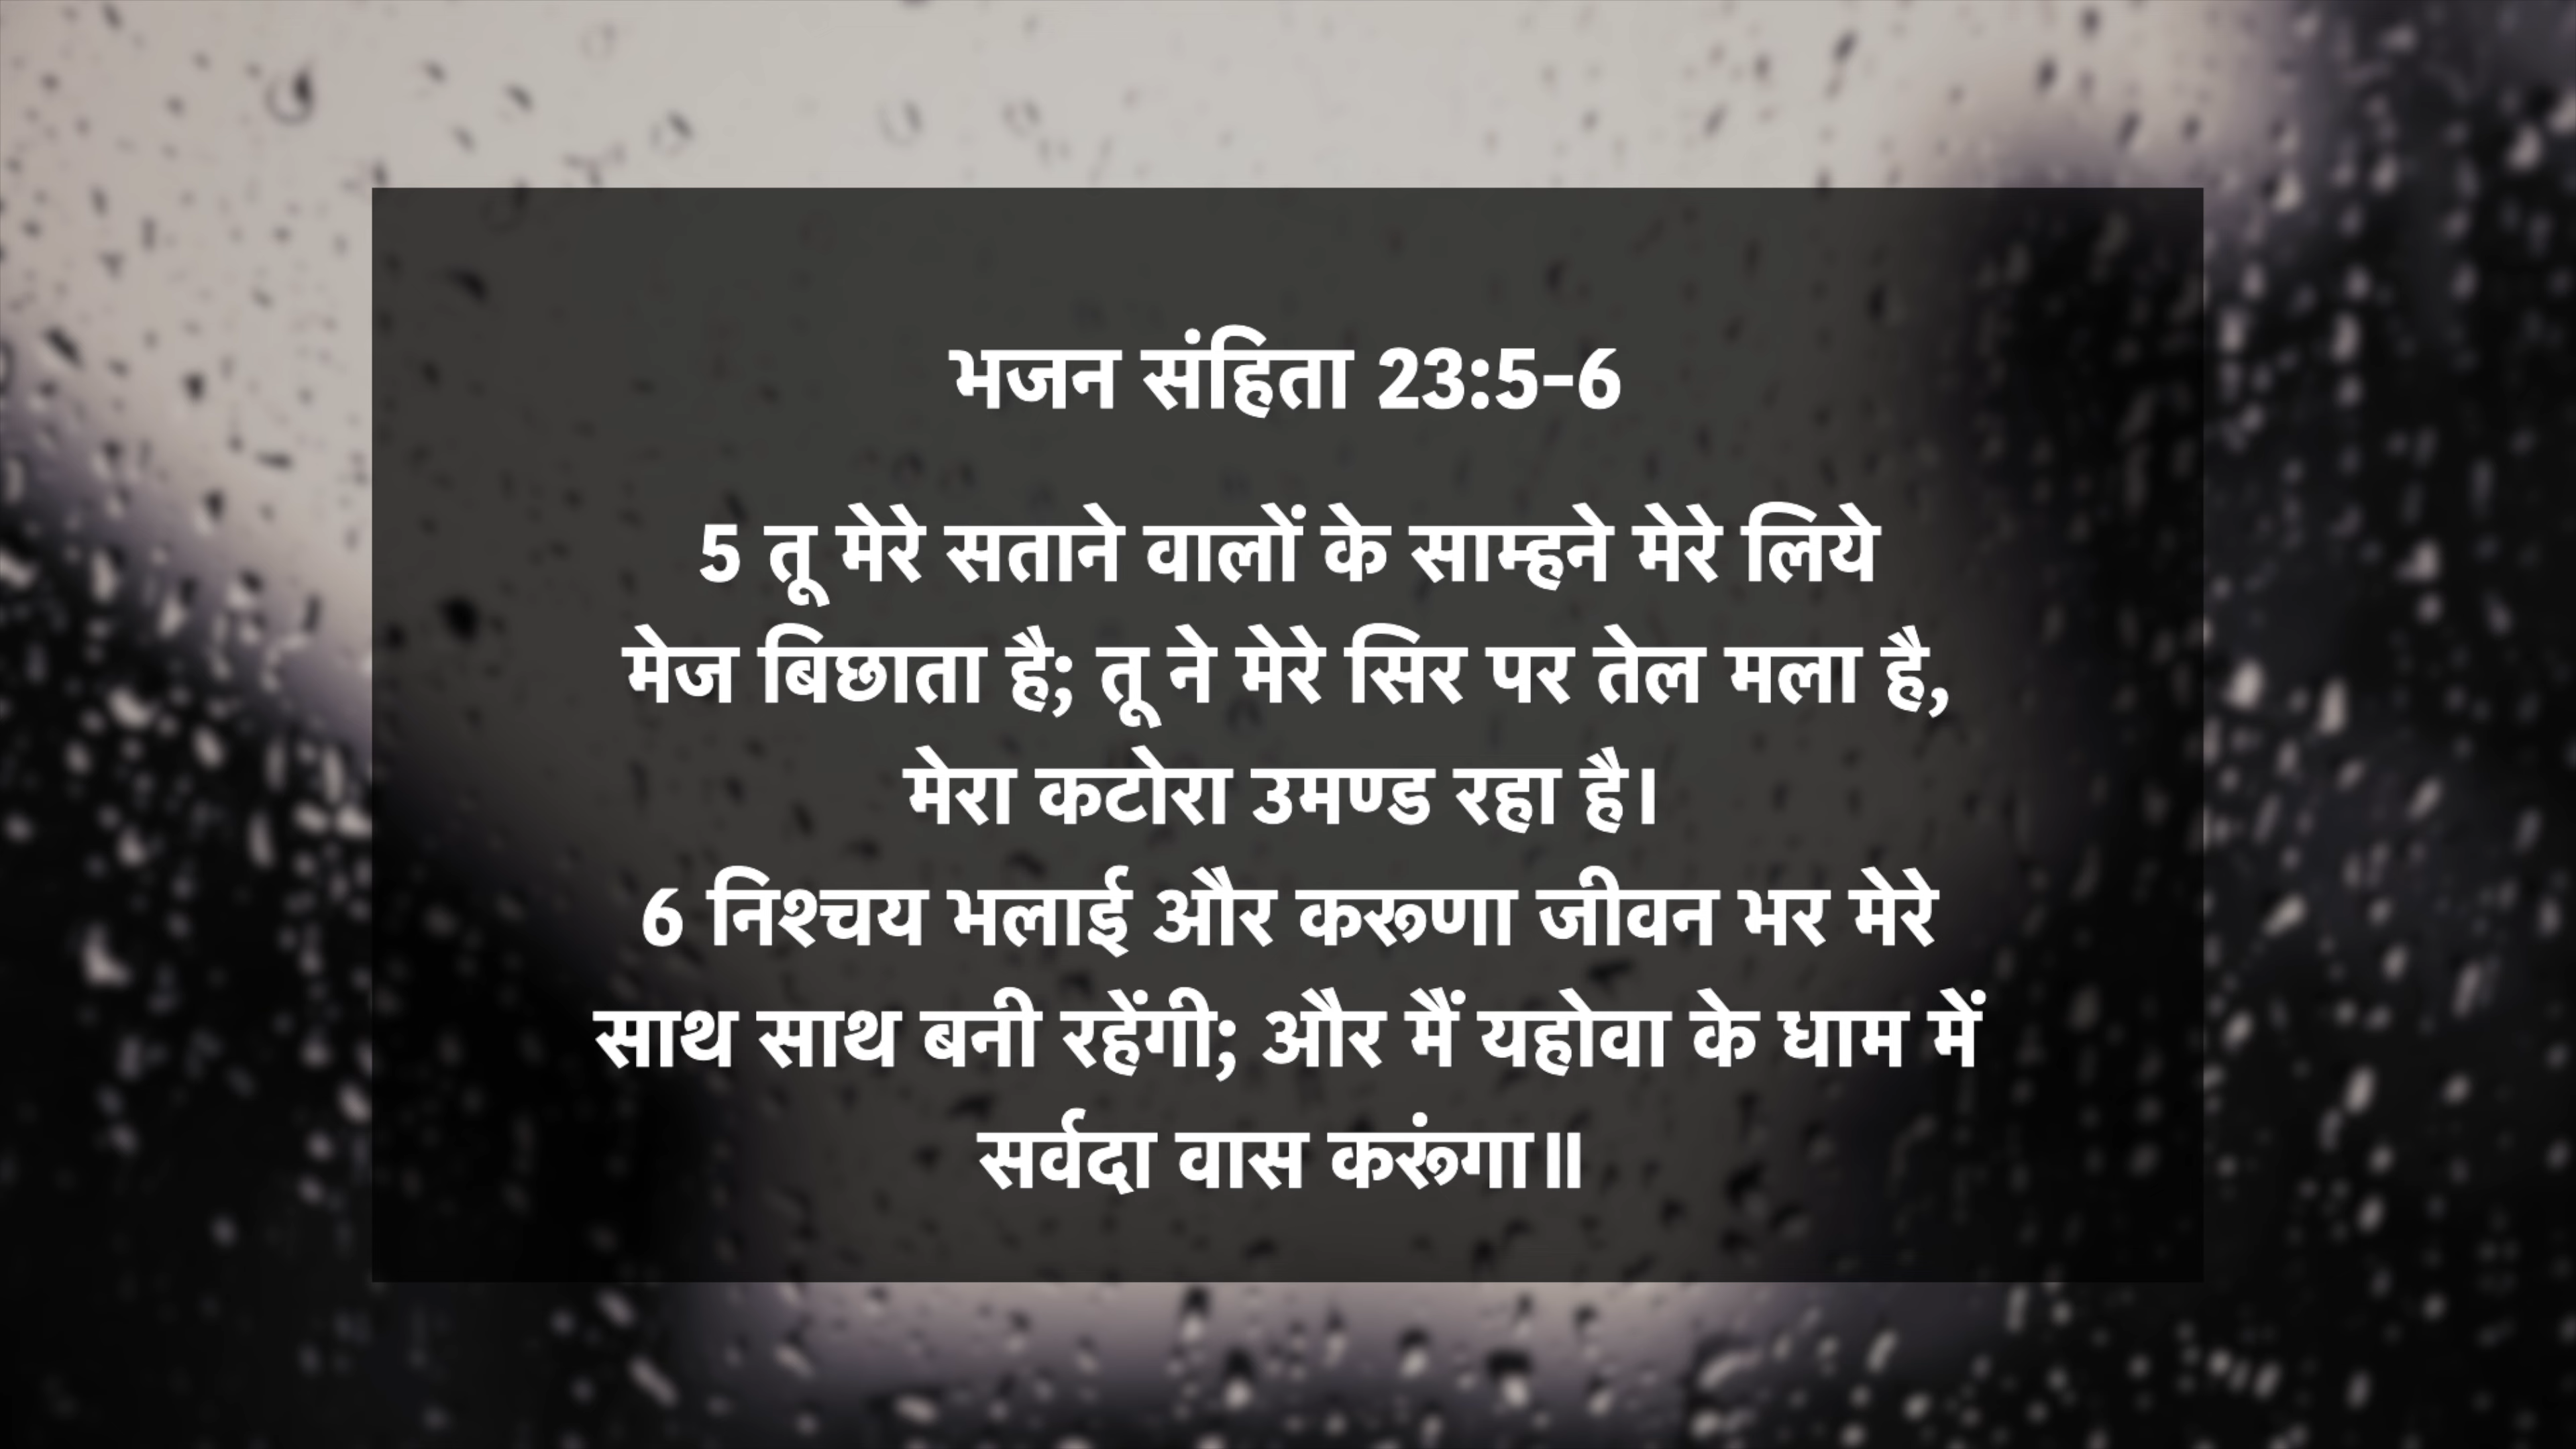 भजन संहिता 23:5-6
5 तू मेरे सताने वालों के साम्हने मेरे लिये
मेज बिछाता है; तू ने मेरे सिर पर तेल मला है,
मेरा कटोरा उमण्ड रहा है।
6 निश्चय भलाई और करूणा जीवन भर मेरे
साथ साथ बनी रहेंगी; और मैं यहोवा के धाम में
सर्वदा वास करूंगा॥